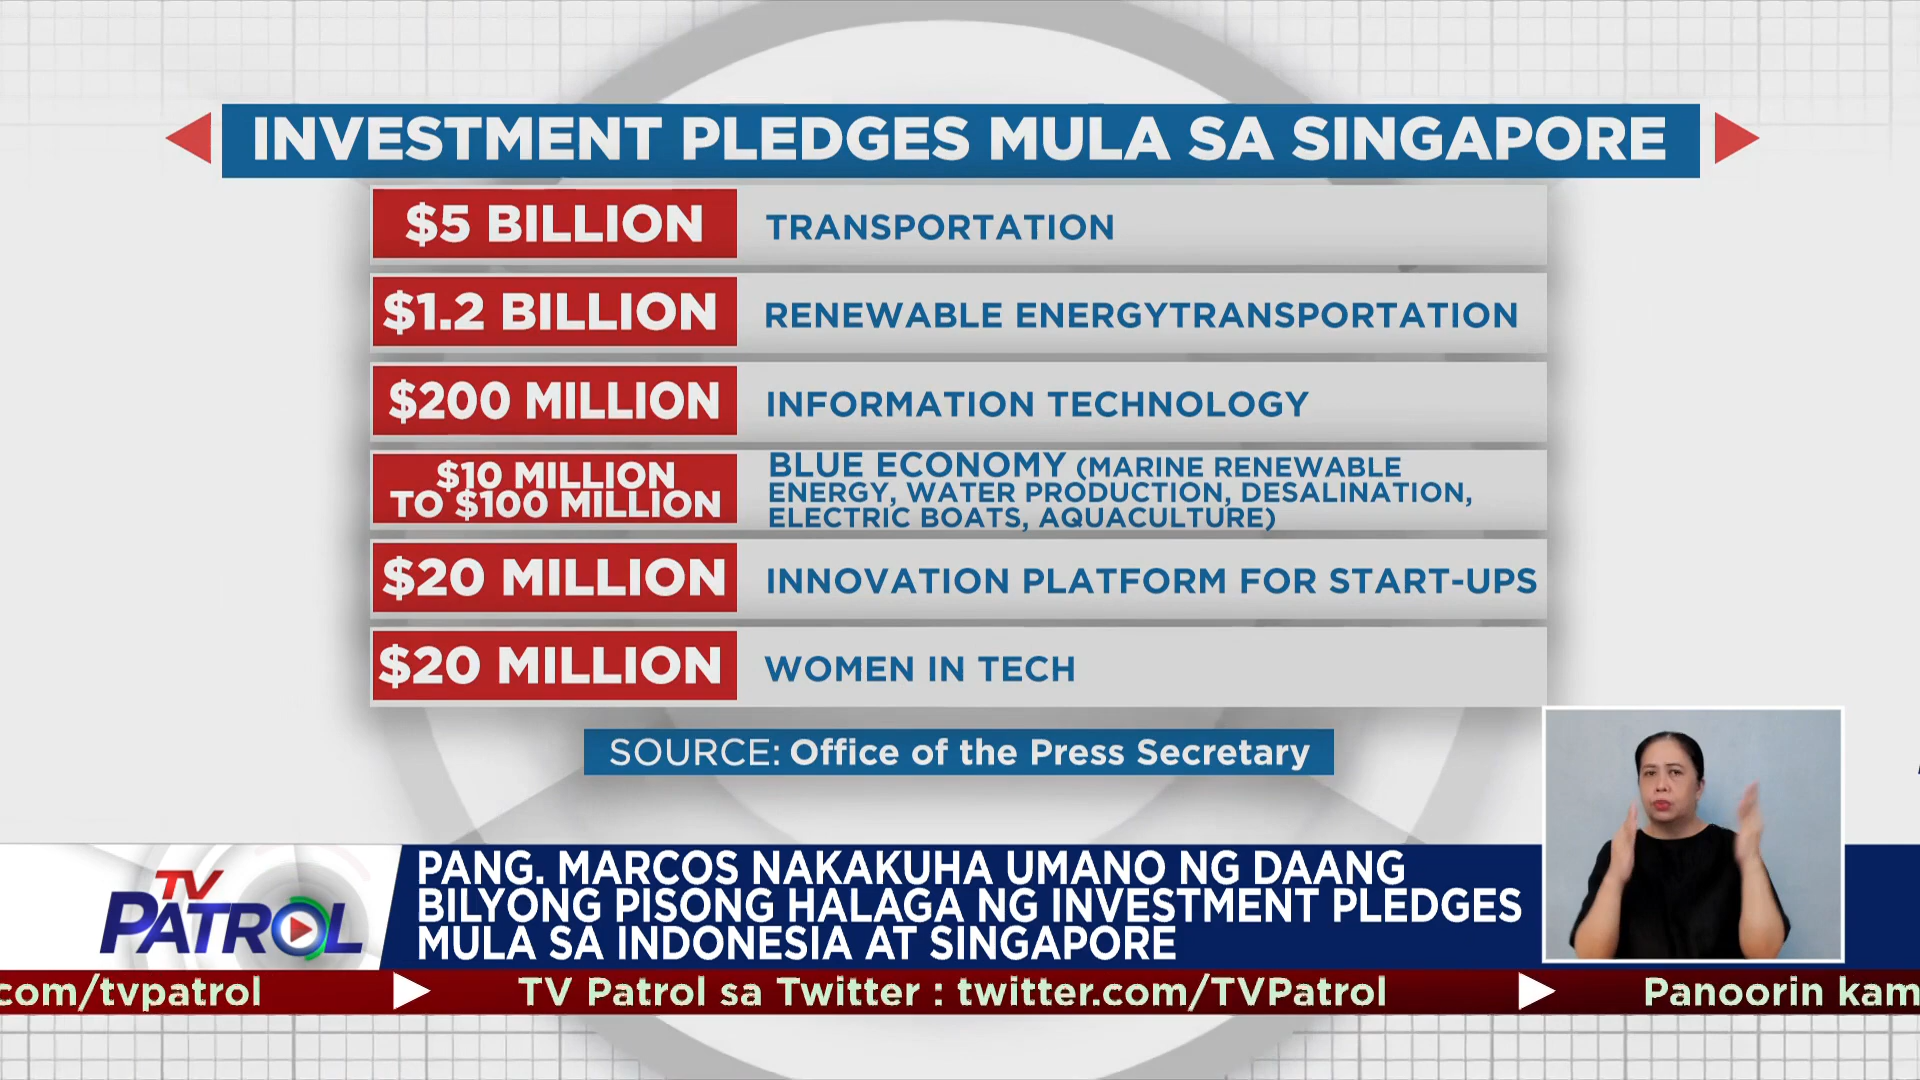 INVESTMENT PLEDGES MULA SA SINGAPORE
$5 BILLION
TRANSPORTATION
$1.2 BILLION
RENEWABLE ENERGYTRANSPORTATION
$200 MILLION
INFORMATION TECHNOLOGY
$10 MILLION
TO $100 MILLION
BLUE ECONOMY (MARINE RENEWABLE
ENERGY, WATER PRODUCTION, DESALINATION,
ELECTRIC BOATS, AQUACULTURE)
$20 MILLION
INNOVATION PLATFORM FOR START-UPS
$20 MILLION
WOMEN IN TECH
SOURCE: Office of the Press Secretary
TV
PATROL
PANG. MARCOS NAKAKUHA UMANO NG DAANG
BILYONG PISONG HALAGA NG INVESTMENT PLEDGES
MULA SA INDONESIA AT SINGAPORE
com/tvpatrol TV Patrol sa Twitter : twitter.com/TVPatrol Panoorin kam